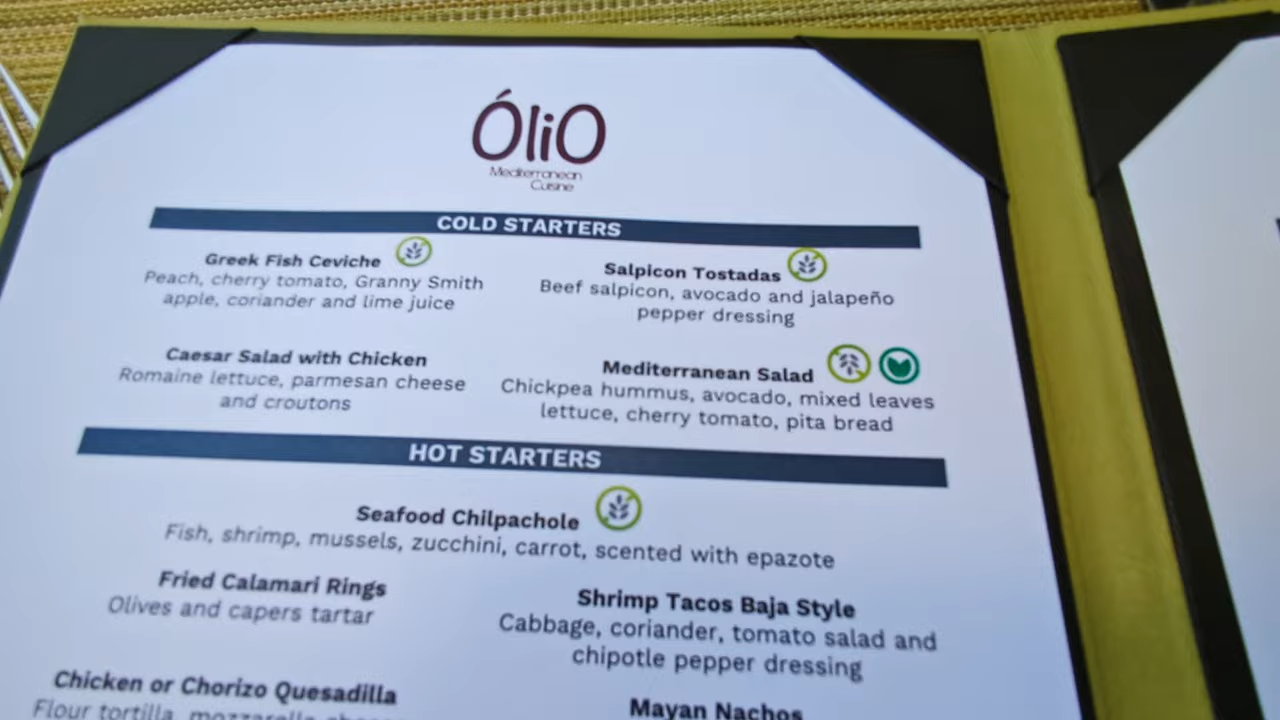 ÓliO
Mediterranean
Cuisine
COLD STARTERS
Greek Fish Ceviche
Peach, cherry tomato, Granny Smith
apple, coriander and lime juice
Salpicon Tostadas
Beef salpicon, avocado and jalapeño
pepper dressing
Caesar Salad with Chicken
Romaine lettuce, parmesan cheese
and croutons
Mediterranean Salad
Chickpea hummus, avocado, mixed leaves
lettuce, cherry tomato, pita bread
HOT STARTERS
Seafood Chilpachole
Fish, shrimp, mussels, zucchini, carrot, scented with epazote
Fried Calamari Rings
Olives and capers tartar
Shrimp Tacos Baja Style
Cabbage, coriander, tomato salad and
chipotle pepper dressing
Chicken or Chorizo Quesadilla
Flour tortilla, mozzarella
Mayan Nachos